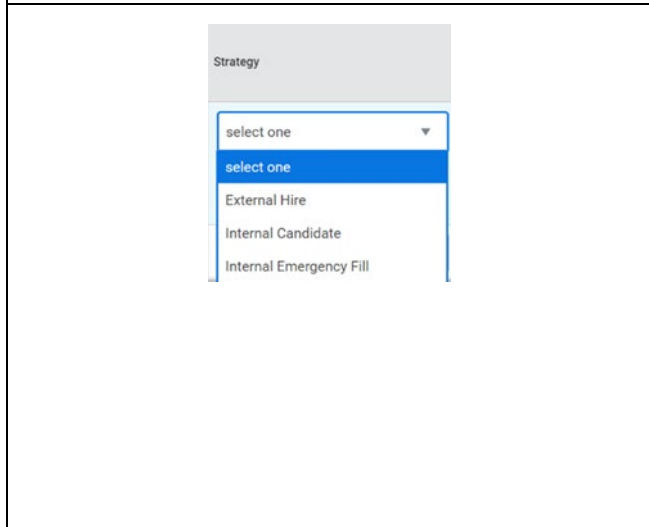 Strategy
select one
select one
External Hire
Internal Candidate
Internal Emergency Fill